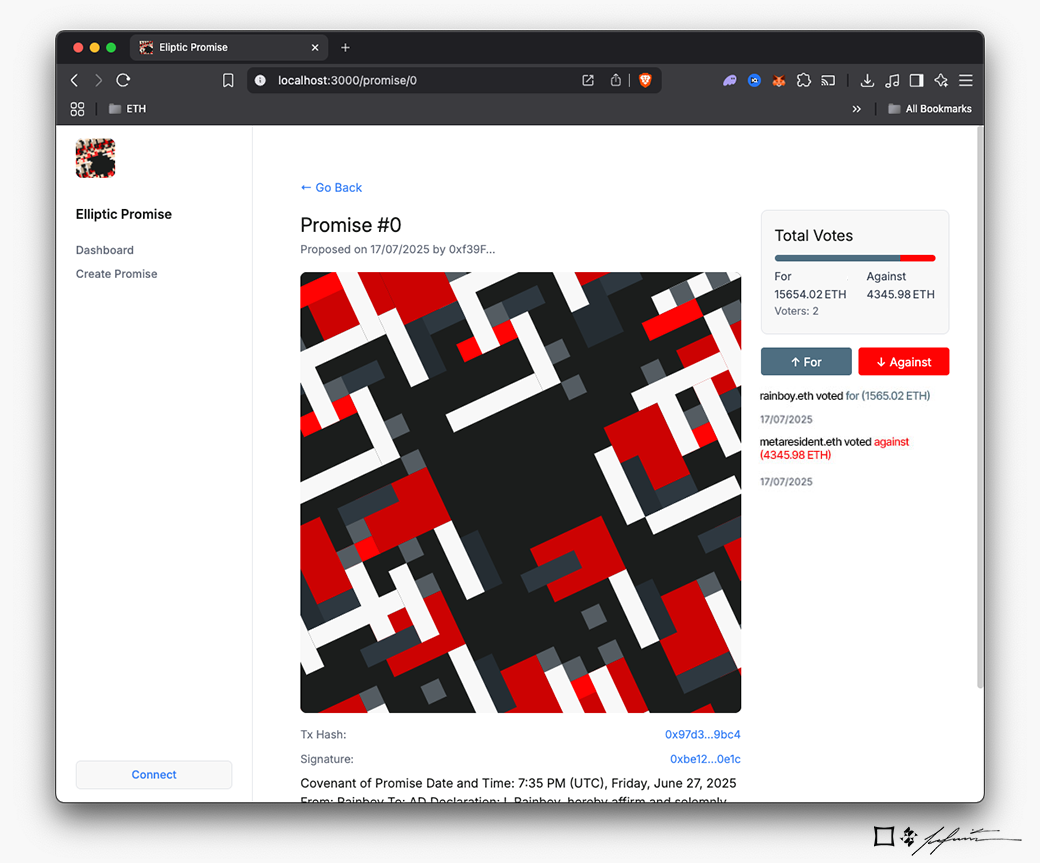 Elliptic Promise
localhost:3000/promise/0
ETH
All Bookmarks
Elliptic Promise
Dashboard
Create Promise
Connect
← Go Back
Promise #0
Proposed on 17/07/2025 by 0xf39F...
Tx Hash: 0x97d3...9bc4
Signature: 0xbe12...0e1c
Covenant of Promise Date and Time: 7:35 PM (UTC), Friday, June 27, 2025
From: Rainboy To: AD Declaration: I, Rainboy, hereby affirm and solemnly
Total Votes
For Against
15654.02 ETH 4345.98 ETH
Voters: 2
↑ For ↓ Against
rainboy.eth voted for (1565.02 ETH)
17/07/2025
metaresident.eth voted against
(4345.98 ETH)
17/07/2025